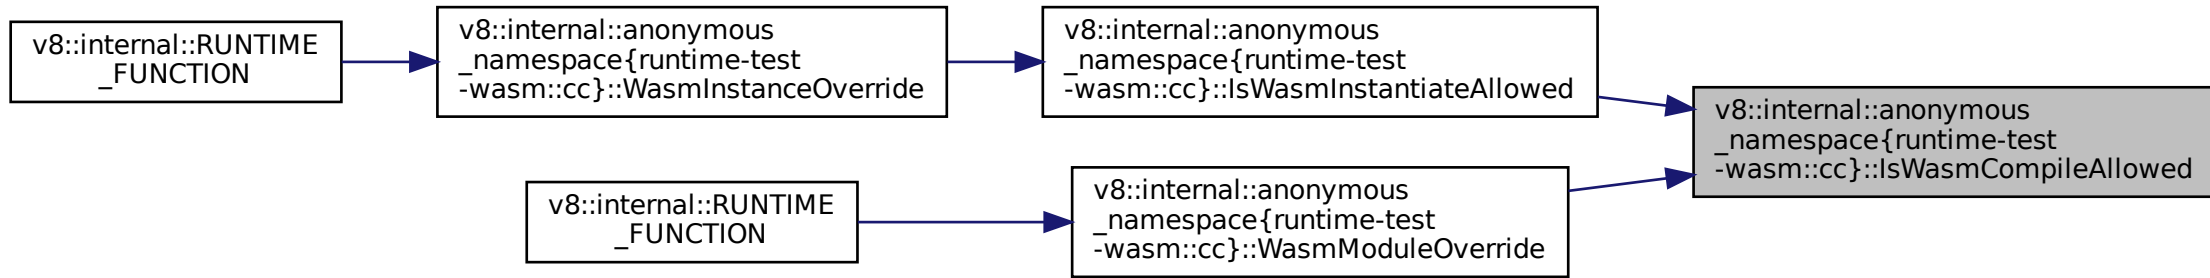 v8::internal::RUNTIME
_FUNCTION
v8::internal::anonymous
_namespace{runtime-test
-wasm::cc}::WasmInstanceOverride
v8::internal::anonymous
_namespace{runtime-test
-wasm::cc}::IsWasmInstantiateAllowed
v8::internal::anonymous
_namespace{runtime-test
-wasm::cc}::IsWasmCompileAllowed
v8::internal::RUNTIME
_FUNCTION
v8::internal::anonymous
_namespace{runtime-test
-wasm::cc}::WasmModuleOverride